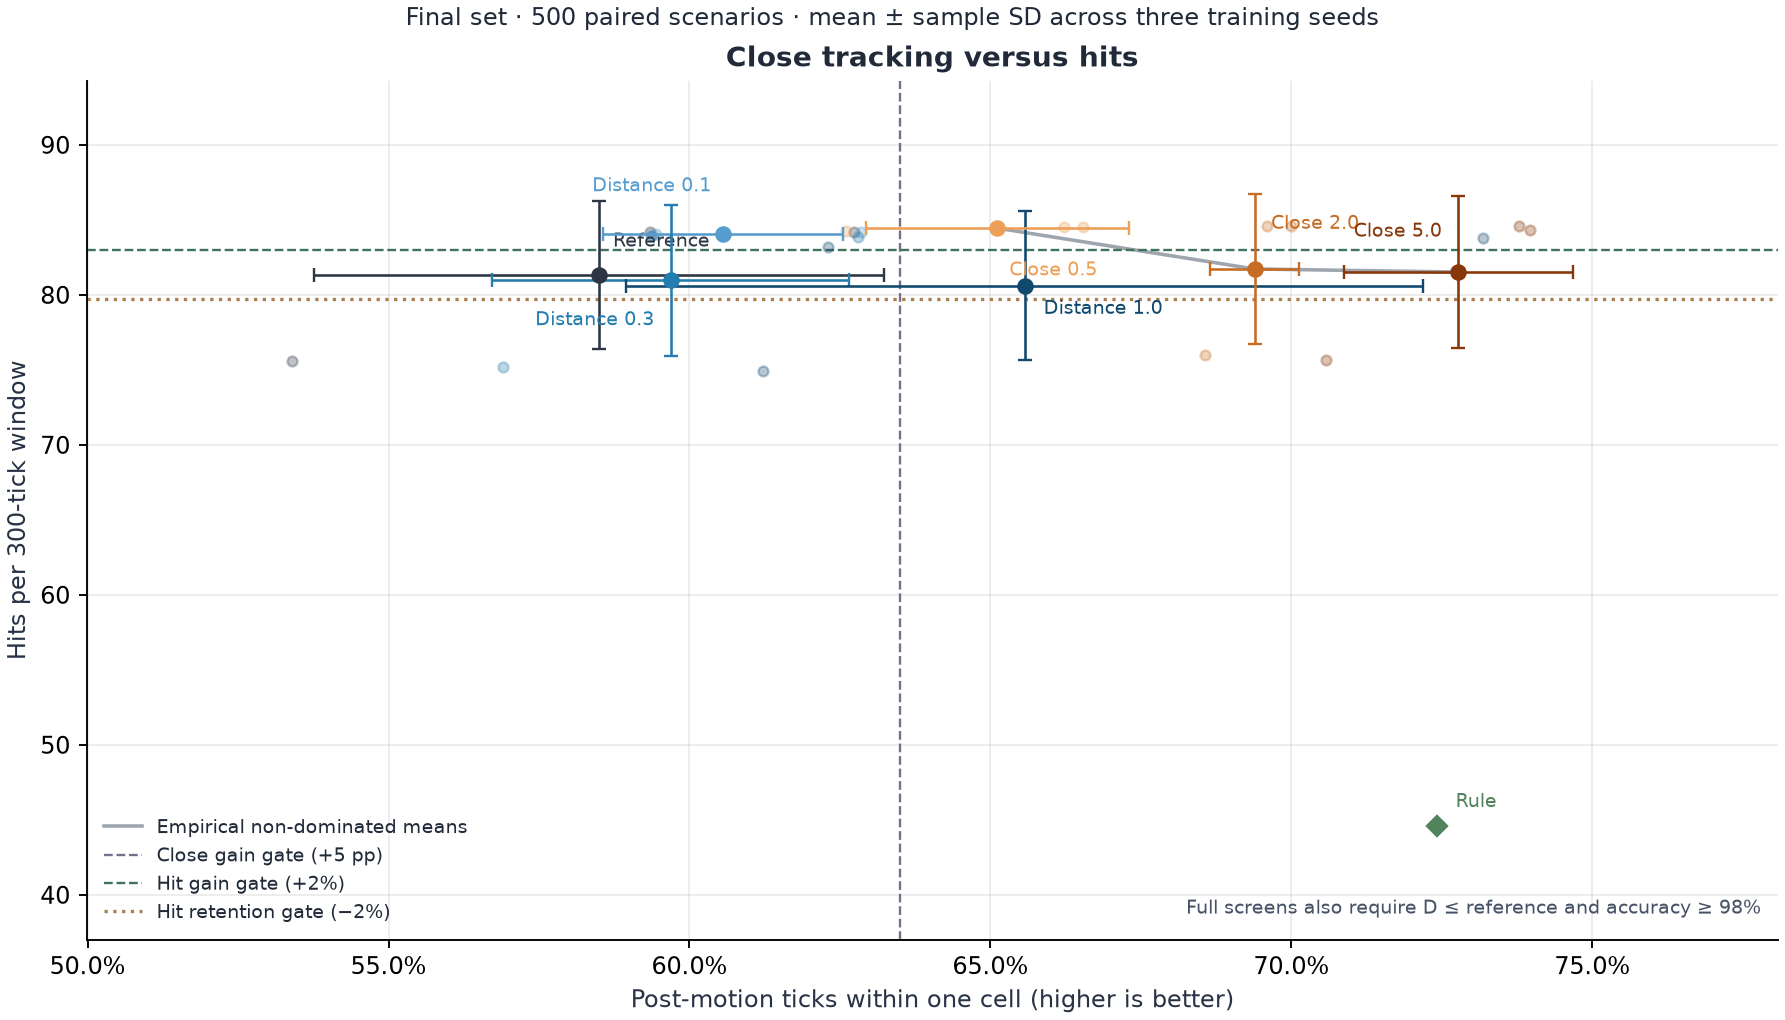 Final set · 500 paired scenarios · mean ± sample SD across three training seeds
Close tracking versus hits
Hits per 300-tick window
90
80
70
60
50
40
Distance 0.1
Reference
Distance 0.3
Close 0.5
Distance 1.0
Close 2.0
Close 5.0
Rule
Empirical non-dominated means
Close gain gate (+5 pp)
Hit gain gate (+2%)
Hit retention gate (−2%)
Full screens also require D ≤ reference and accuracy ≥ 98%
50.0%
55.0%
60.0%
65.0%
70.0%
75.0%
Post-motion ticks within one cell (higher is better)